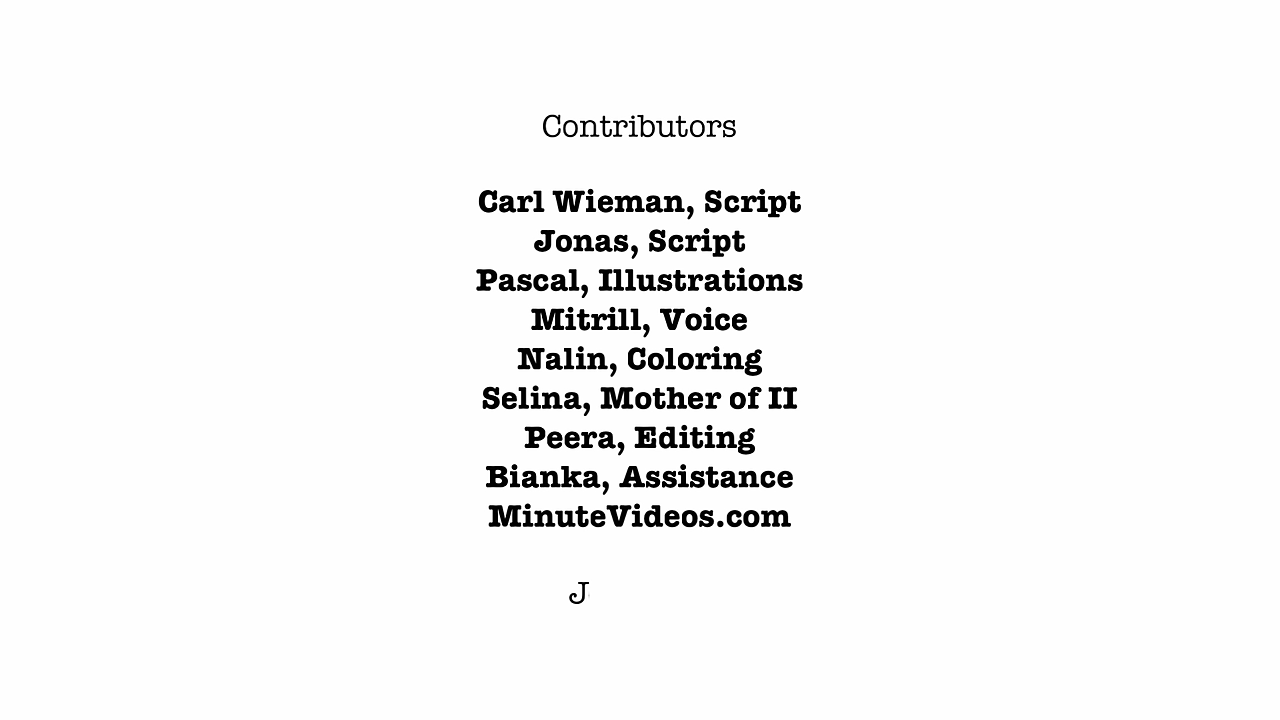 Contributors
Carl Wieman, Script
Jonas, Script
Pascal, Illustrations
Mitrill, Voice
Nalin, Coloring
Selina, Mother of II
Peera, Editing
Bianka, Assistance
MinuteVideos.com
J